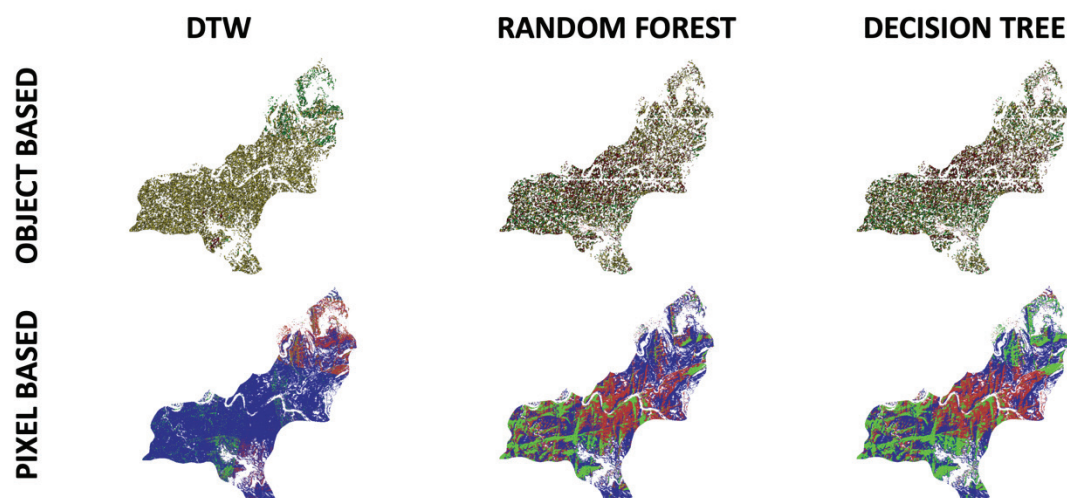 DTW
RANDOM FOREST
DECISION TREE
OBJECT BASED
PIXEL BASED